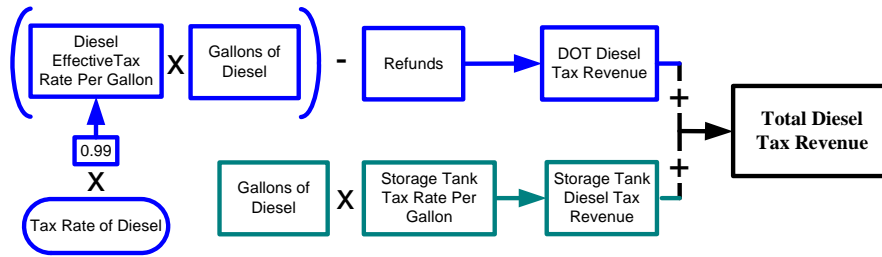 Diesel
EffectiveTax
Rate Per Gallon
X
Gallons of
Diesel
-
Refunds
DOT Diesel
Tax Revenue
+
0.99
X
Tax Rate of Diesel
Gallons of
Diesel
X
Storage Tank
Tax Rate Per
Gallon
Storage Tank
Diesel Tax
Revenue
+
Total Diesel
Tax Revenue